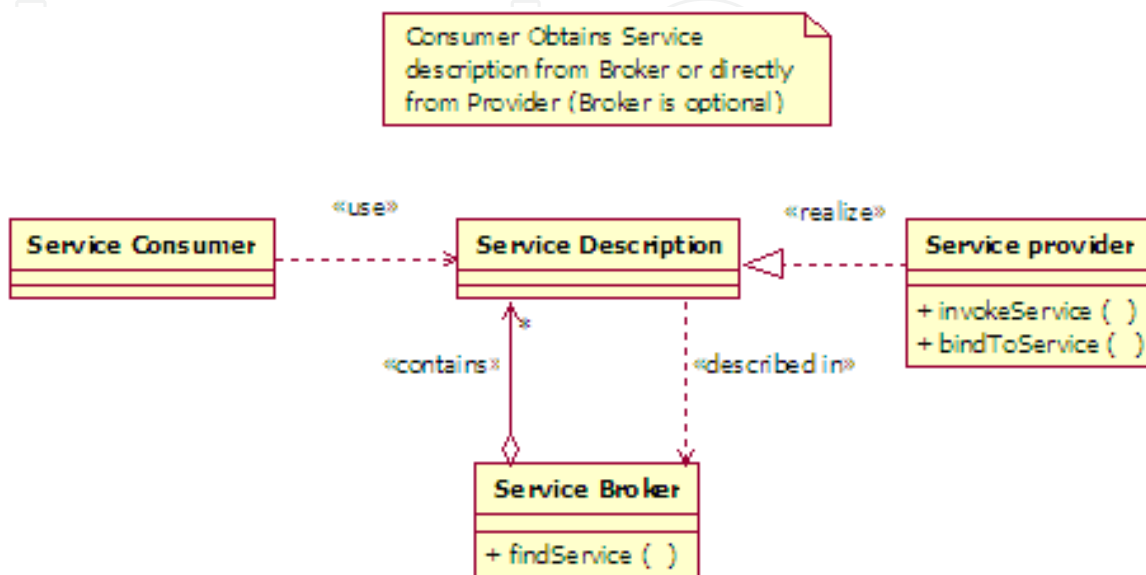 Consumer Obtains Service
description from Broker or directly
from Provider (Broker is optional)
«use»
«realize»
Service Consumer
Service Description
Service provider
+ invokeService ( )
+ bindToService ( )
*
«contains»
«described in»
Service Broker
+ findService ( )